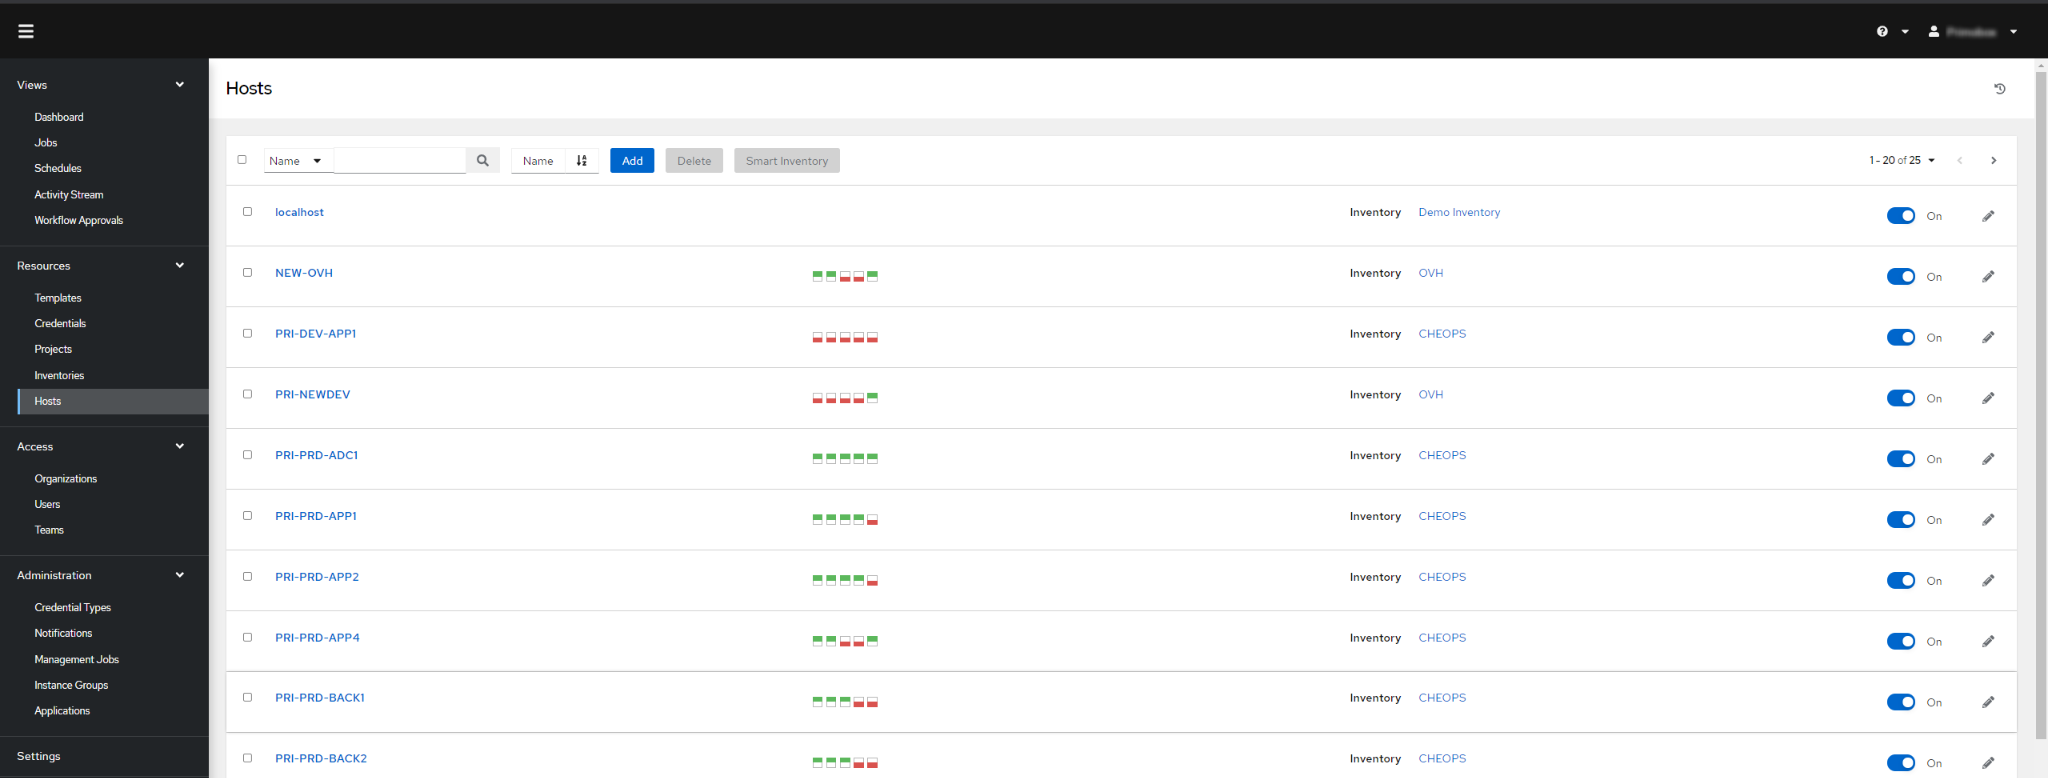 Views
Dashboard
Jobs
Schedules
Activity Stream
Workflow Approvals
Resources
Templates
Credentials
Projects
Inventories
Hosts
Access
Organizations
Users
Teams
Administration
Credential Types
Notifications
Management Jobs
Instance Groups
Applications
Settings
Hosts
Name Name Add Delete Smart Inventory 1 - 20 of 25
localhost Inventory Demo Inventory On
NEW-OVH Inventory OVH On
PRI-DEV-APP1 Inventory CHEOPS On
PRI-NEWDEV Inventory OVH On
PRI-PRD-ADC1 Inventory CHEOPS On
PRI-PRD-APP1 Inventory CHEOPS On
PRI-PRD-APP2 Inventory CHEOPS On
PRI-PRD-APP4 Inventory CHEOPS On
PRI-PRD-BACK1 Inventory CHEOPS On
PRI-PRD-BACK2 Inventory CHEOPS On